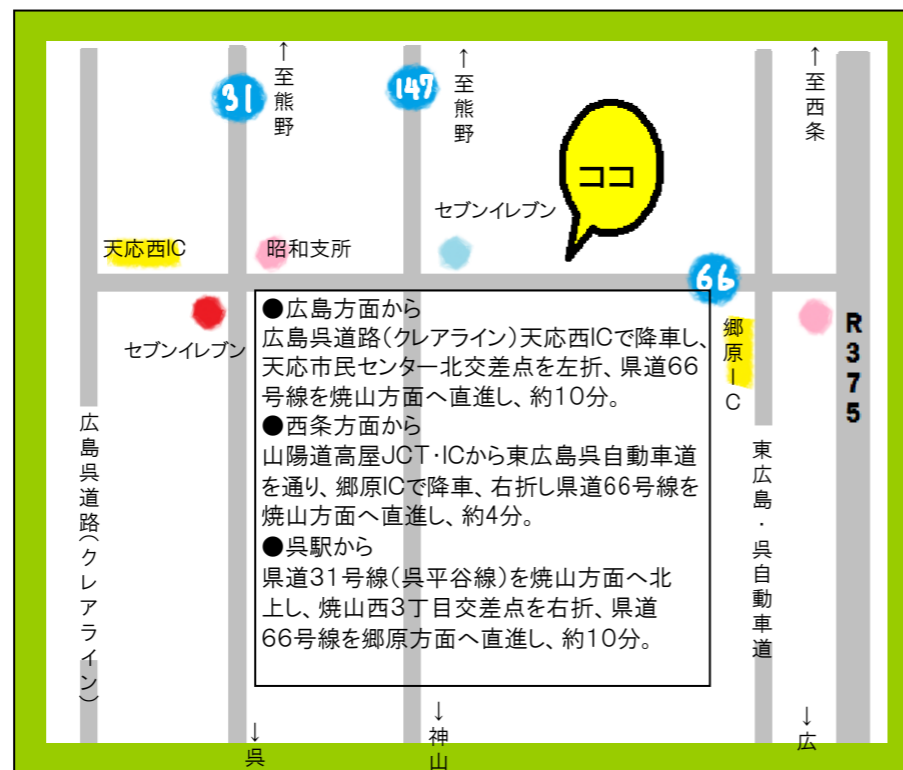 ↑至熊野
31
↑至熊野
147
↑至西条
ココ
セブンイレブン
天応西IC
昭和支所
66
セブンイレブン
郷原IC
R375
●広島方面から
広島呉道路(クレアライン)天応西ICで降車し、
天応市民センター北交差点を左折、県道66
号線を焼山方面へ直進し、約10分。
●西条方面から
山陽道高屋JCT・ICから東広島呉自動車道
を通り、郷原ICで降車、右折し県道66号線を
焼山方面へ直進し、約4分。
●呉駅から
県道31号線(呉平谷線)を焼山方面へ北
上し、焼山西3丁目交差点を右折、県道
66号線を郷原方面へ直進し、約10分。
広島呉道路(クレアライン)
東広島・呉自動車道
↓呉
↓神山
↓広